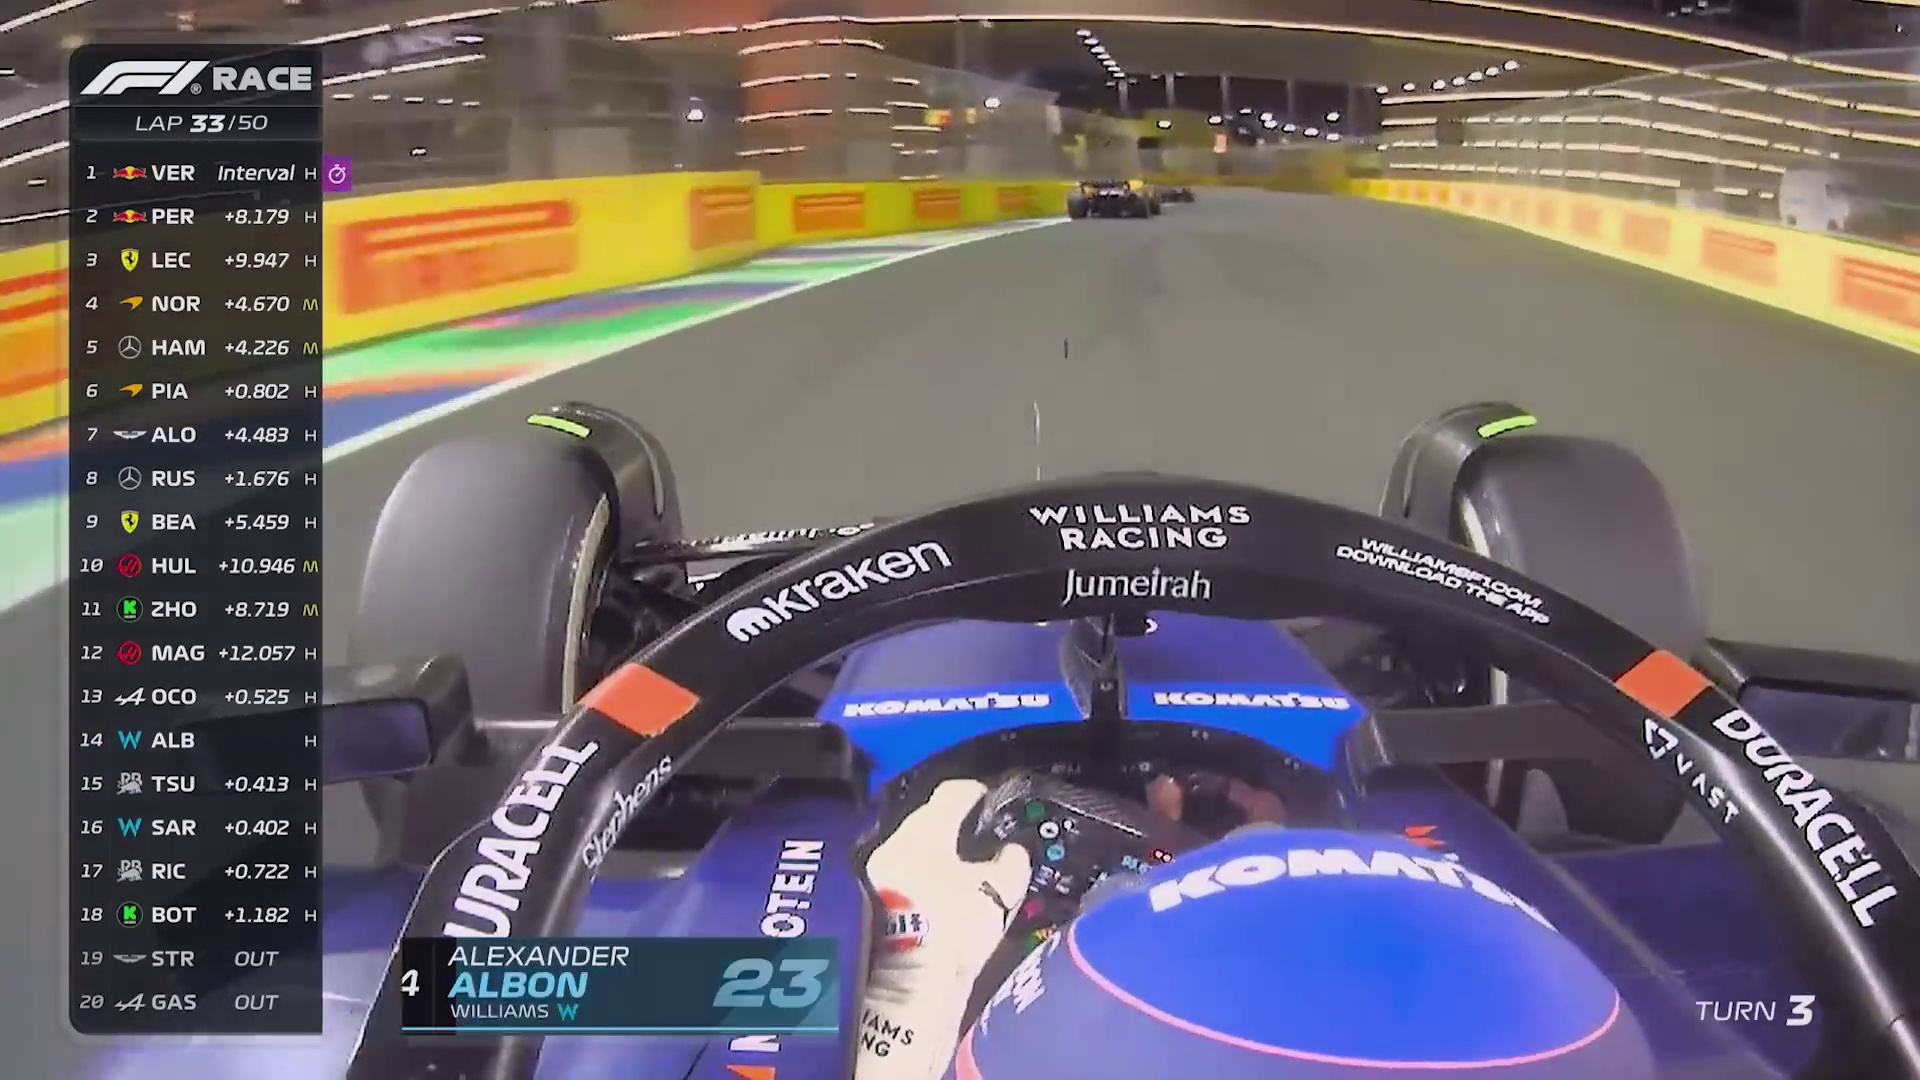 F1® RACE
LAP 33/50
1 VER Interval H
2 PER +8.179 H
3 LEC +9.947 H
4 NOR +4.670 M
5 HAM +4.226 M
6 PIA +0.802 H
7 ALO +4.483 H
8 RUS +1.676 H
9 BEA +5.459 H
10 HUL +10.946 M
11 ZHO +8.719 M
12 MAG +12.057 H
13 OCO +0.525 H
14 ALB H
15 TSU +0.413 H
16 SAR +0.402 H
17 RIC +0.722 H
18 BOT +1.182 H
19 STR OUT
20 GAS OUT
WILLIAMS
RACING
Jumeirah
kraken
WILLIAMSF1.COM
DOWNLOAD THE APP
KOMATSU
KOMATSU
URACELL
Stephens
OTEIN
VAST
DURACELL
KOMATSU
4
ALEXANDER
ALBON
WILLIAMS W
23
IAMS
NG
TURN 3